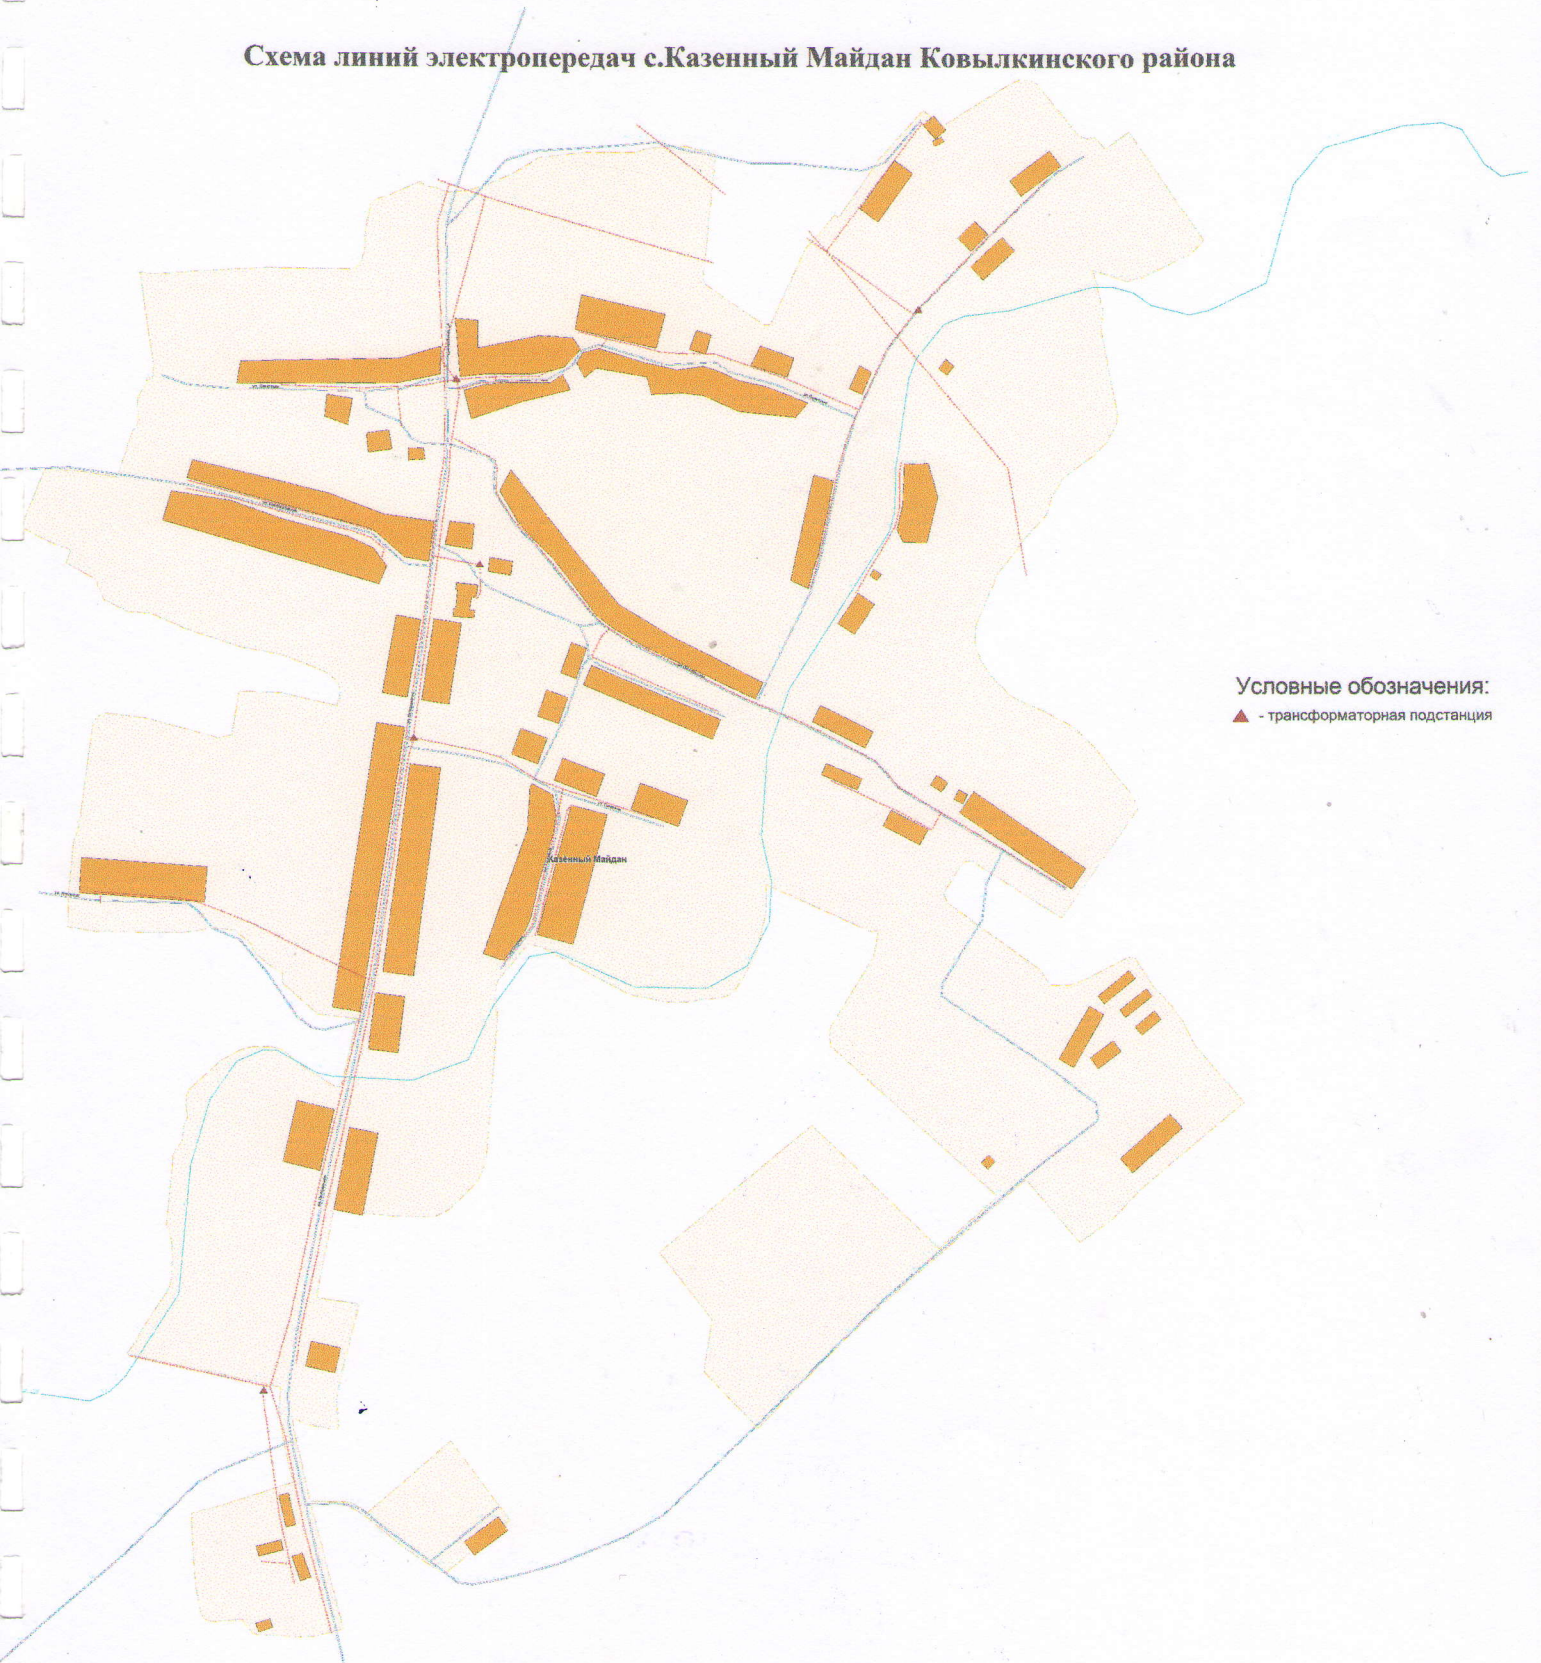 Схема линий электропередач с.Казенный Майдан Ковылкинского района
Условные обозначения:
- трансформаторная подстанция
Казенный Майдан